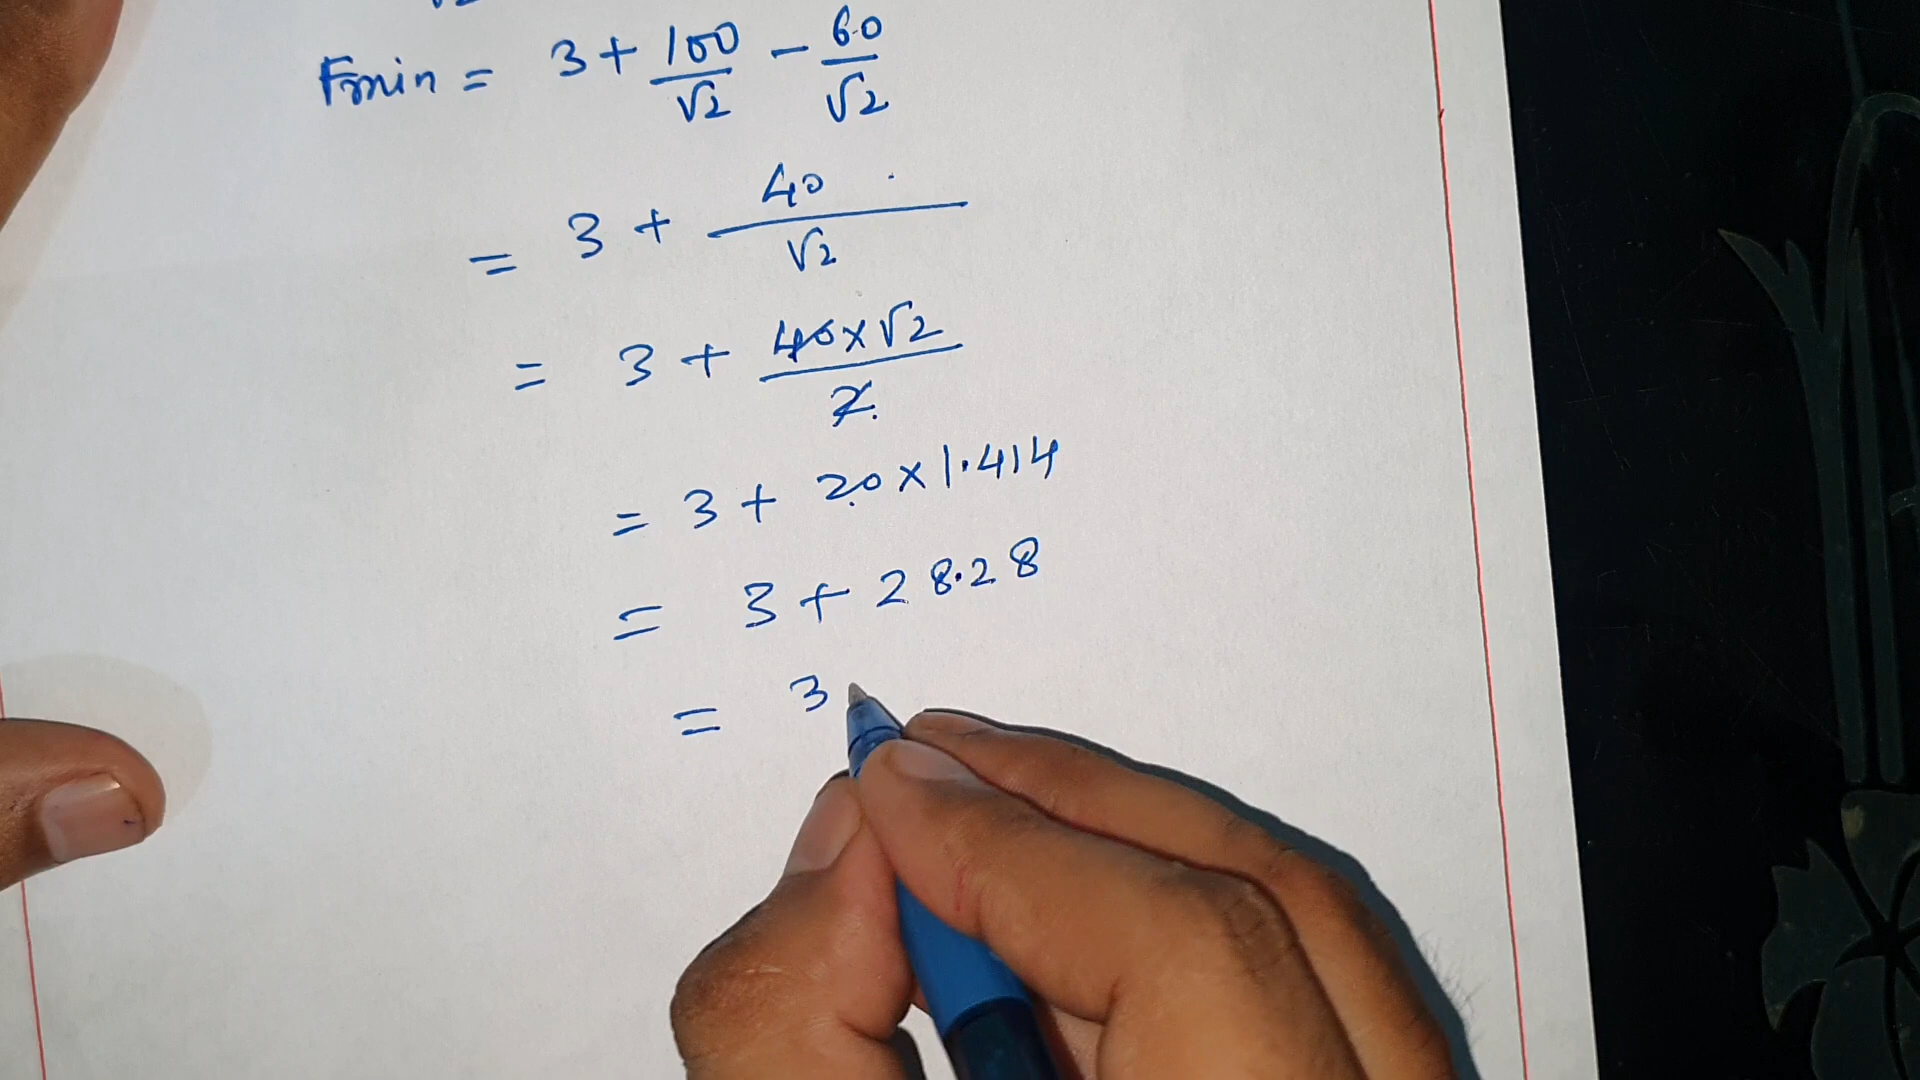 Fmin = 3 + 100/√2 - 60/√2
= 3 + 40/√2
= 3 + 40x√2/2
= 3 + 20 x 1.414
= 3 + 28.28
= 3